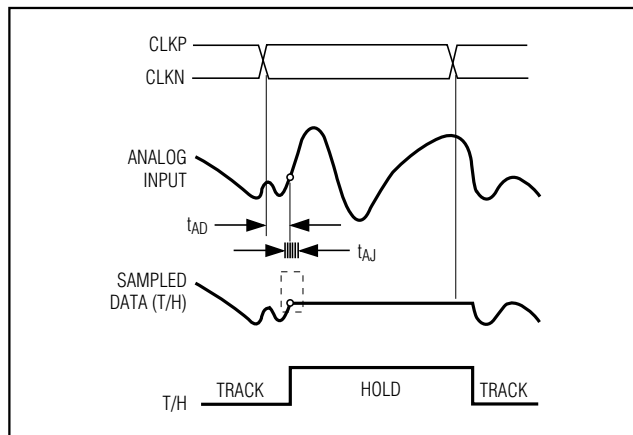 CLKP
CLKN
ANALOG
INPUT
tAD
tAJ
SAMPLED
DATA (T/H)
TRACK HOLD TRACK
T/H